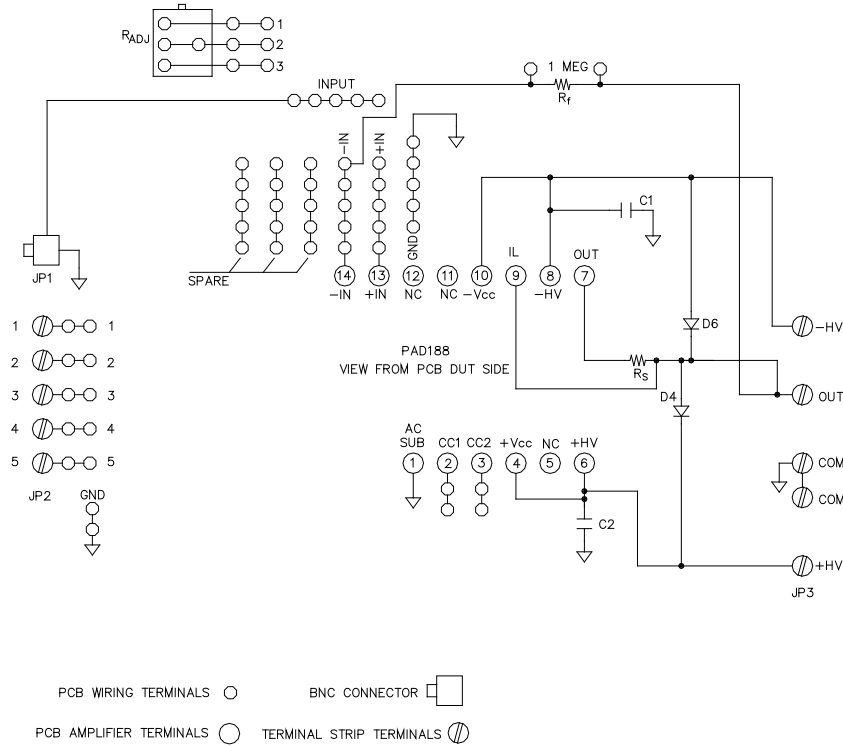 RADJ
1
2
3
INPUT
1 MEG
Rf
-IN
+IN
GND
C1
SPARE
IL
OUT
14 13 12 11 10 9 8 7
-IN +IN NC NC -Vcc -HV
JP1
PAD188
VIEW FROM PCB DUT SIDE
D6
-HV
RS
D4
OUT
1 1
2 2
3 3
4 4
5 5
JP2
GND
AC
SUB CC1 CC2 +Vcc NC +HV
1 2 3 4 5 6
C2
COM
COM
+HV
JP3
PCB WIRING TERMINALS
BNC CONNECTOR
PCB AMPLIFIER TERMINALS
TERMINAL STRIP TERMINALS